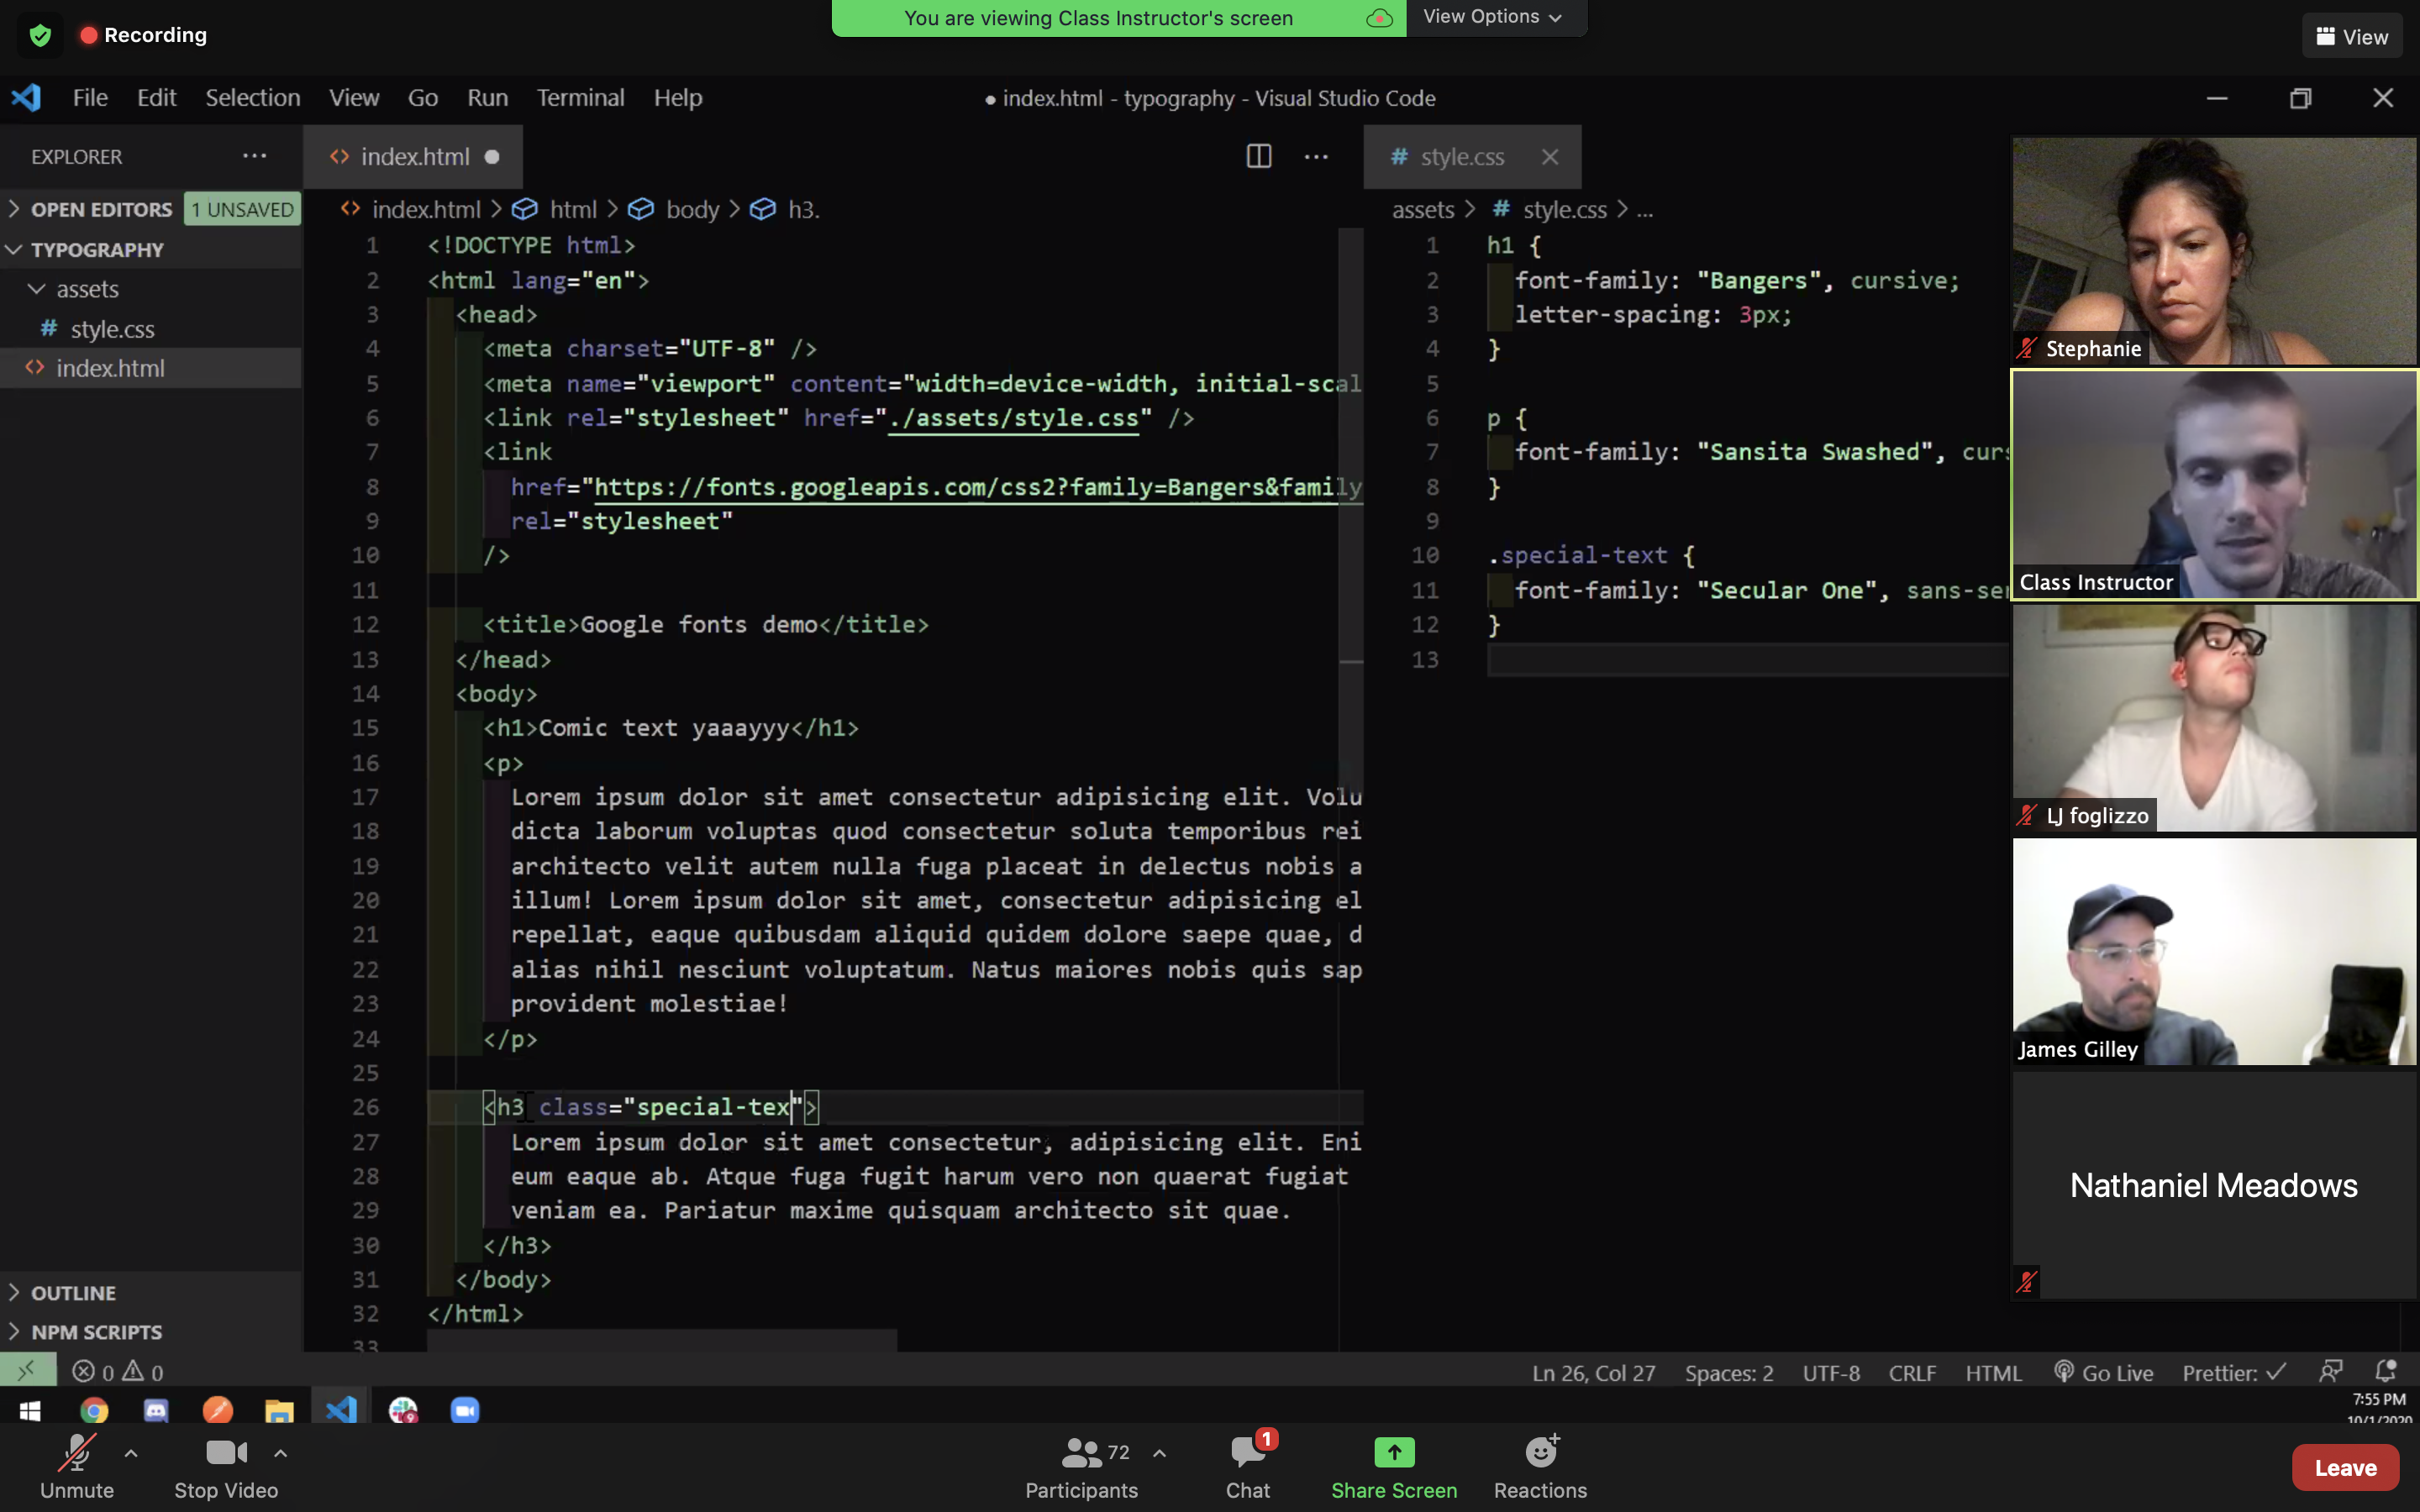 Recording
You are viewing Class Instructor's screen
View Options
View
File Edit Selection View Go Run Terminal Help
● index.html - typography - Visual Studio Code
EXPLORER
OPEN EDITORS 1 UNSAVED
TYPOGRAPHY
assets
# style.css
<> index.html
OUTLINE
NPM SCRIPTS
<> index.html ●
<> index.html > html > body > h3.
1 <!DOCTYPE html>
2 <html lang="en">
3 <head>
4 <meta charset="UTF-8" />
5 <meta name="viewport" content="width=device-width, initial-scal
6 <link rel="stylesheet" href="./assets/style.css" />
7 <link
8 href="https://fonts.googleapis.com/css2?family=Bangers&family
9 rel="stylesheet"
10 />
11
12 <title>Google fonts demo</title>
13 </head>
14 <body>
15 <h1>Comic text yaaayyy</h1>
16 <p>
17 Lorem ipsum dolor sit amet consectetur adipisicing elit. Volu
18 dicta laborum voluptas quod consectetur soluta temporibus rei
19 architecto velit autem nulla fuga placeat in delectus nobis a
20 illum! Lorem ipsum dolor sit amet, consectetur adipisicing el
21 repellat, eaque quibusdam aliquid quidem dolore saepe quae, d
22 alias nihil nesciunt voluptatum. Natus maiores nobis quis sap
23 provident molestiae!
24 </p>
25
26 <h3 class="special-tex">
27 Lorem ipsum dolor sit amet consectetur, adipisicing elit. Eni
28 eum eaque ab. Atque fuga fugit harum vero non quaerat fugiat
29 veniam ea. Pariatur maxime quisquam architecto sit quae.
30 </h3>
31 </body>
32 </html>
33
# style.css
assets > # style.css > ...
1 h1 {
2 font-family: "Bangers", cursive;
3 letter-spacing: 3px;
4 }
5
6 p {
7 font-family: "Sansita Swashed", curs
8 }
9
10 .special-text {
11 font-family: "Secular One", sans-ser
12 }
13
Stephanie
Class Instructor
LJ foglizzo
James Gilley
Nathaniel Meadows
0 0
Ln 26, Col 27 Spaces: 2 UTF-8 CRLF HTML Go Live Prettier: ✓
9
7:55 PM
10/1/2020
Unmute
Stop Video
72
Participants
1
Chat
Share Screen
Reactions
Leave